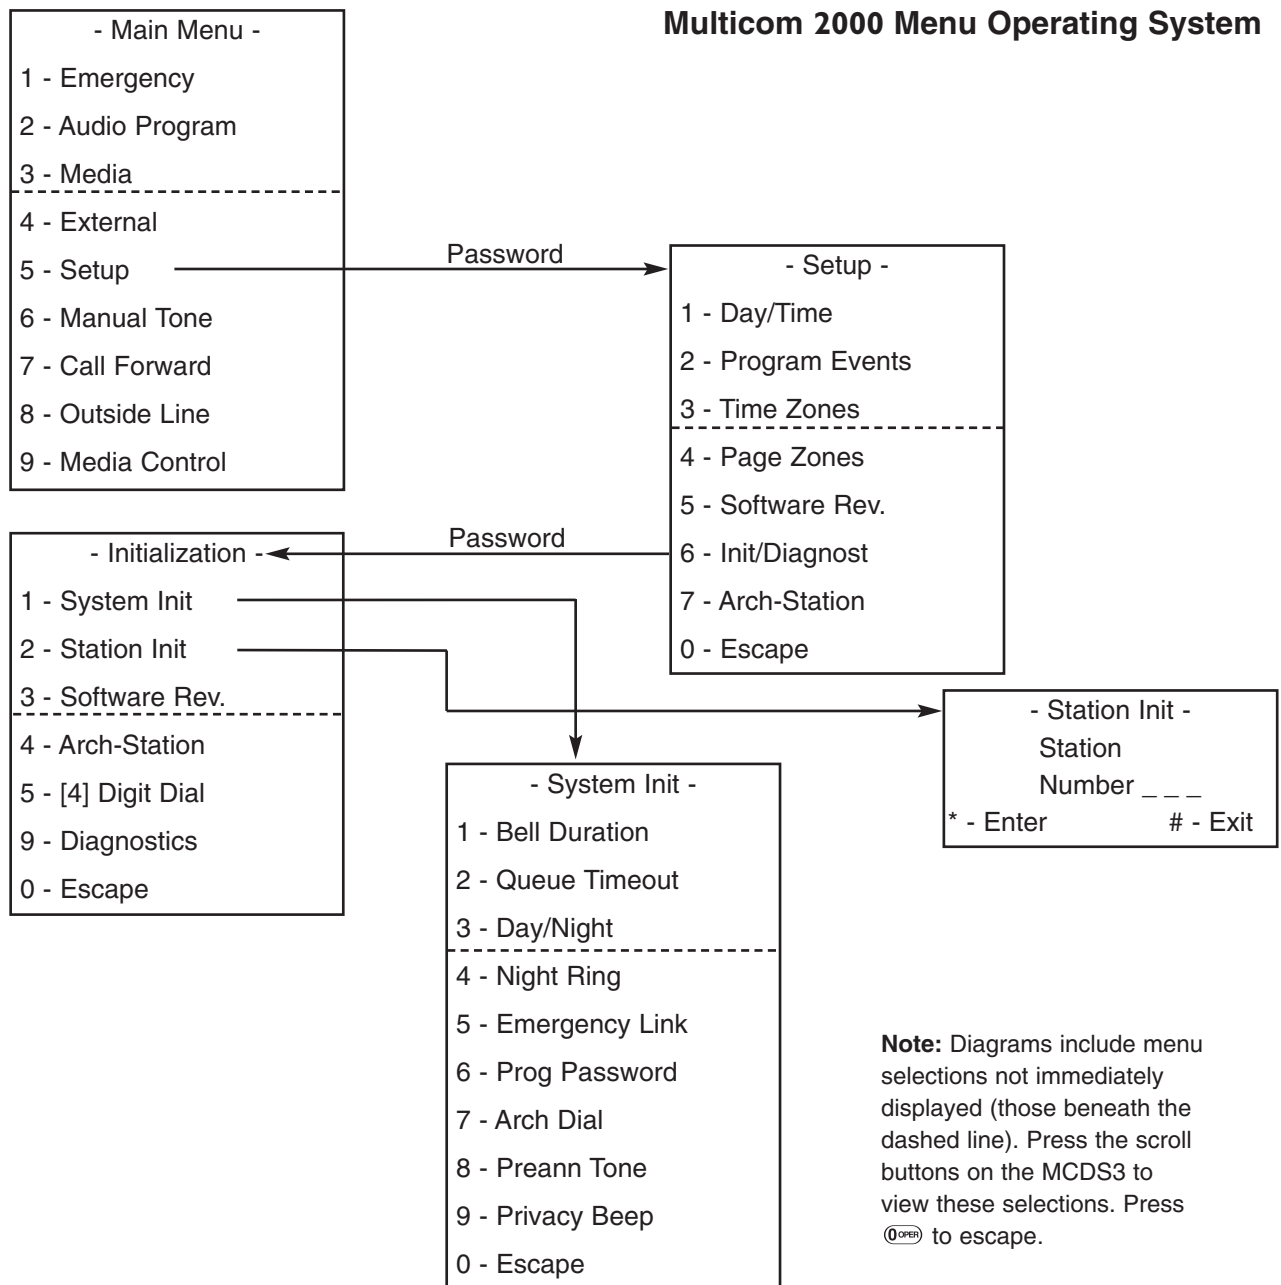 Multicom 2000 Menu Operating System
- Main Menu -
1 - Emergency
2 - Audio Program
3 - Media
4 - External
5 - Setup
6 - Manual Tone
7 - Call Forward
8 - Outside Line
9 - Media Control
Password
- Setup -
1 - Day/Time
2 - Program Events
3 - Time Zones
4 - Page Zones
5 - Software Rev.
6 - Init/Diagnost
7 - Arch-Station
0 - Escape
Password
- Initialization -
1 - System Init
2 - Station Init
3 - Software Rev.
4 - Arch-Station
5 - [4] Digit Dial
9 - Diagnostics
0 - Escape
- Station Init -
Station
Number _ _ _
* - Enter # - Exit
- System Init -
1 - Bell Duration
2 - Queue Timeout
3 - Day/Night
4 - Night Ring
5 - Emergency Link
6 - Prog Password
7 - Arch Dial
8 - Preann Tone
9 - Privacy Beep
0 - Escape
Note: Diagrams include menu
selections not immediately
displayed (those beneath the
dashed line). Press the scroll
buttons on the MCDS3 to
view these selections. Press
0 OPER to escape.